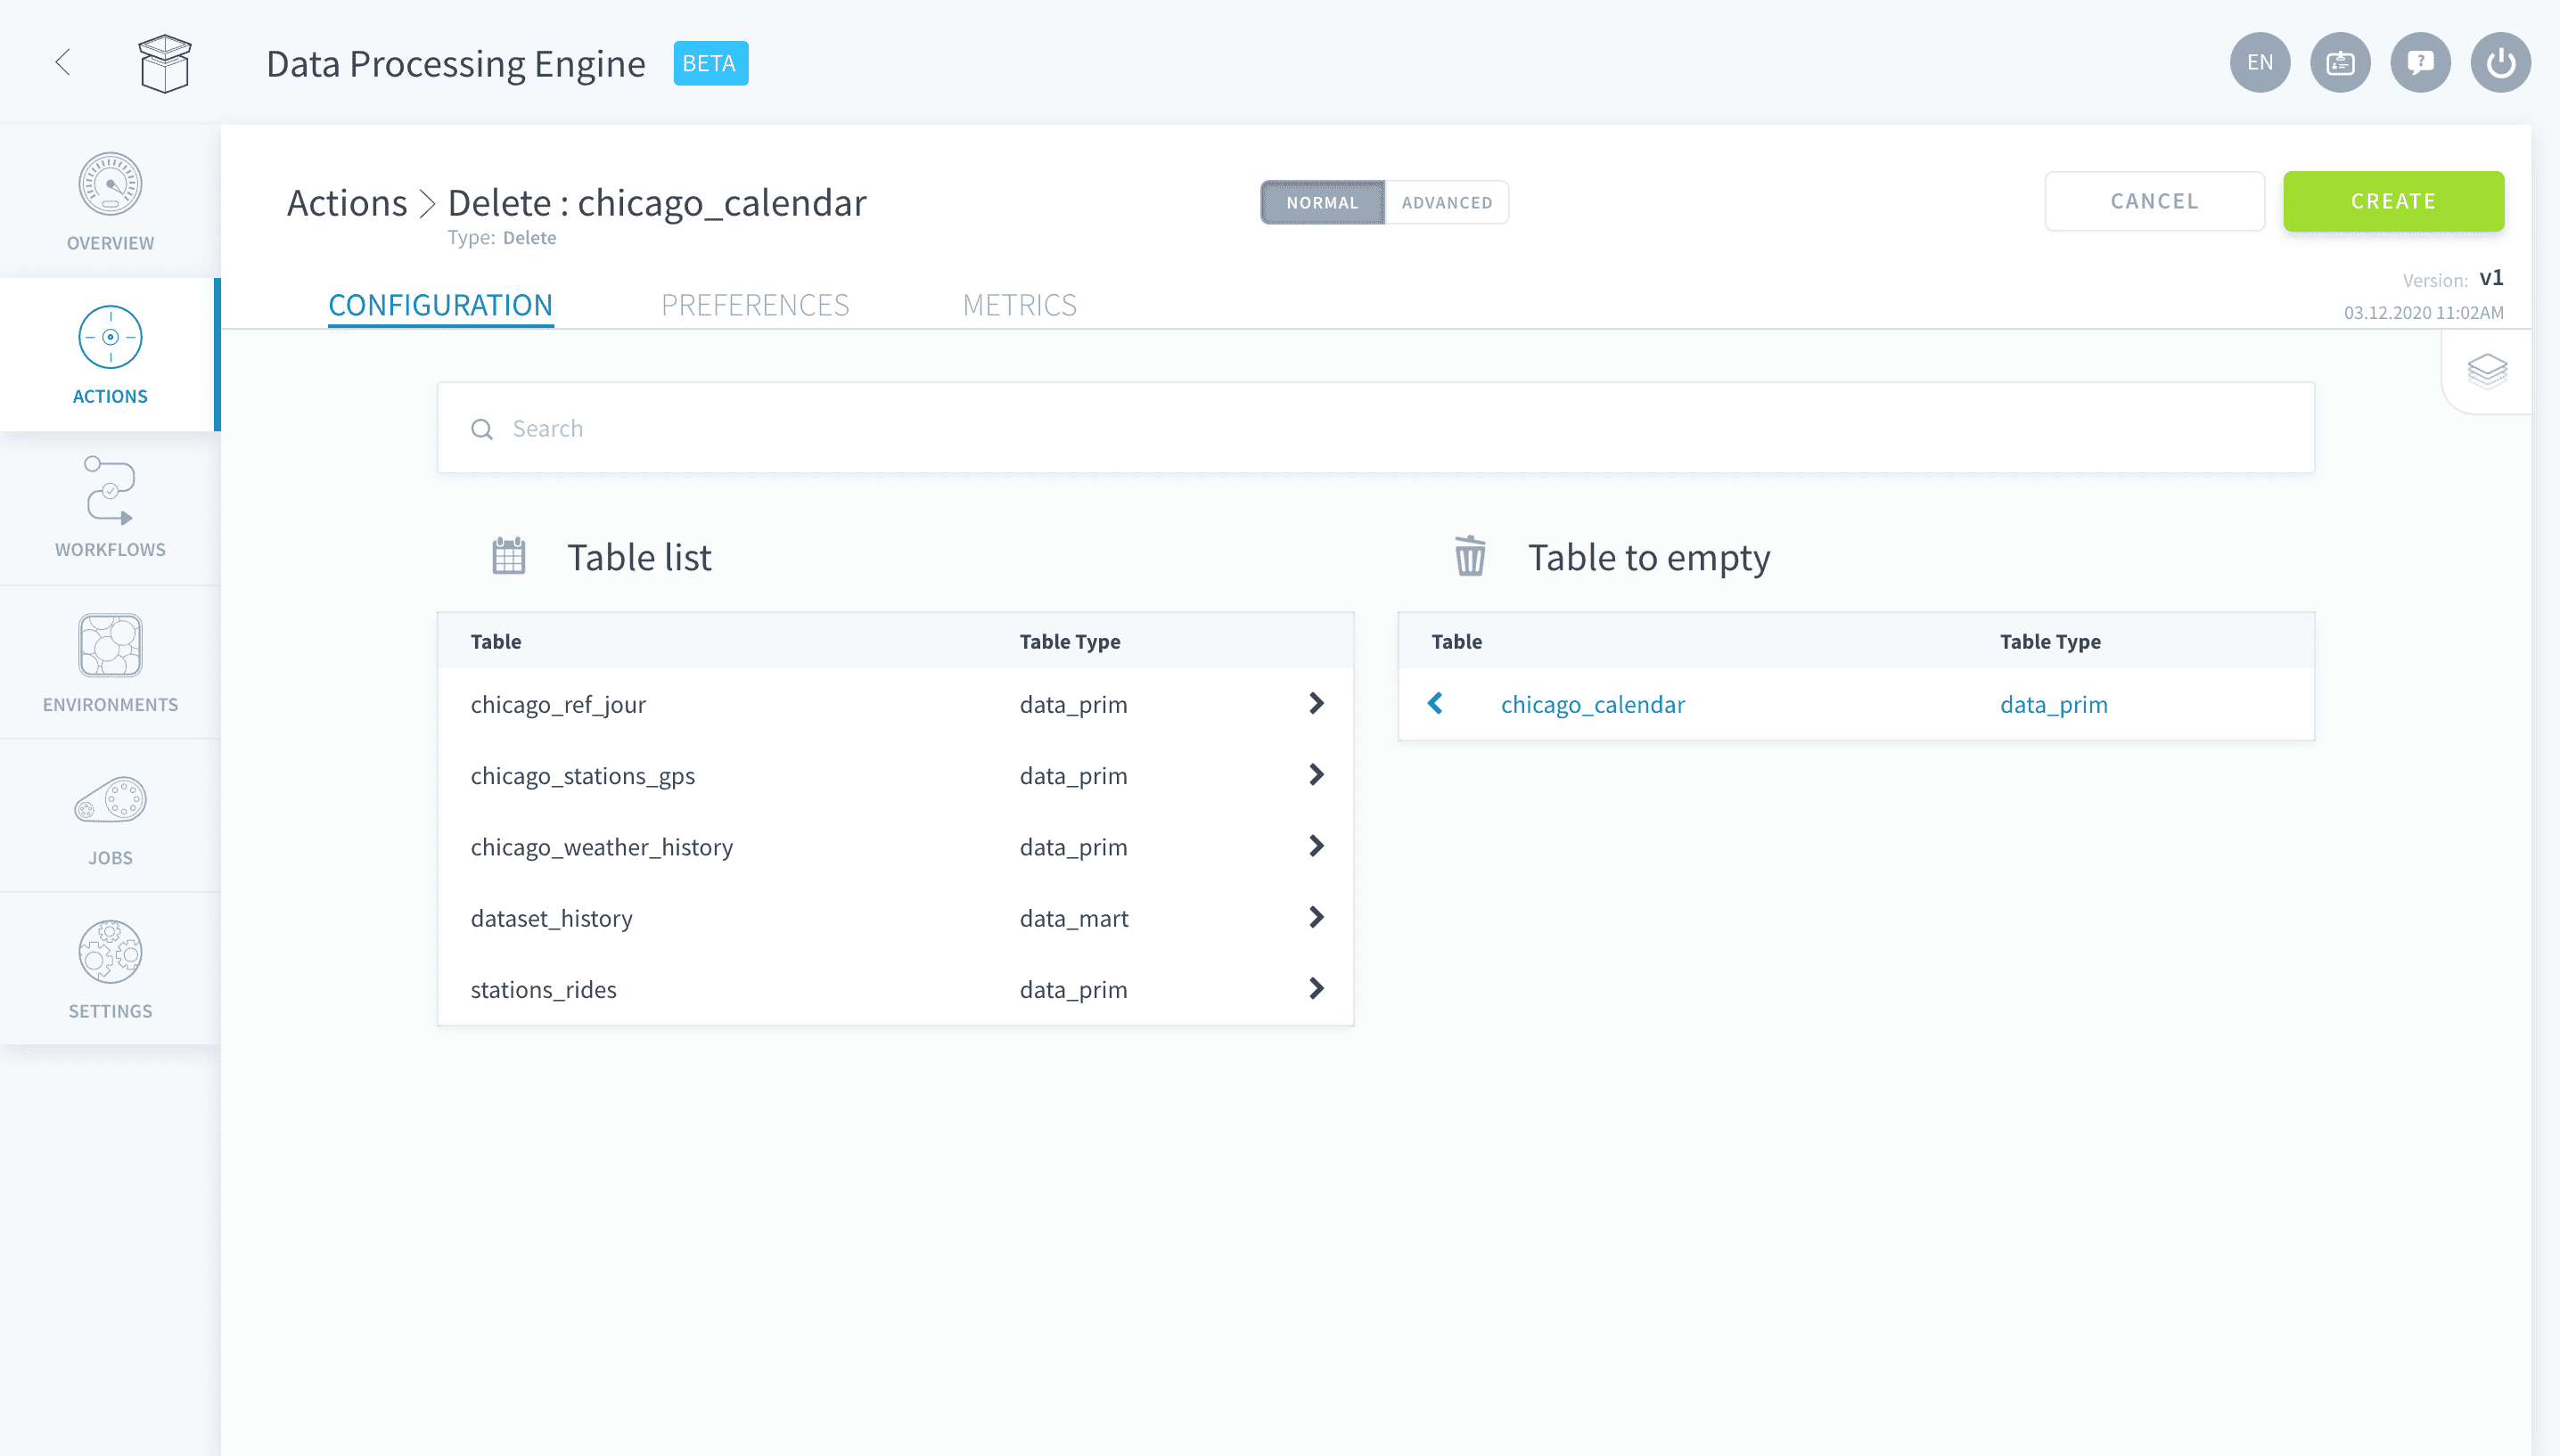 Data Processing Engine BETA
EN
OVERVIEW
ACTIONS
WORKFLOWS
ENVIRONMENTS
JOBS
SETTINGS
Actions > Delete : chicago_calendar
Type: Delete
NORMAL ADVANCED
CANCEL CREATE
CONFIGURATION PREFERENCES METRICS
Version: v1
03.12.2020 11:02AM
Search
Table list
Table Table Type
chicago_ref_jour data_prim
chicago_stations_gps data_prim
chicago_weather_history data_prim
dataset_history data_mart
stations_rides data_prim
Table to empty
Table Table Type
chicago_calendar data_prim